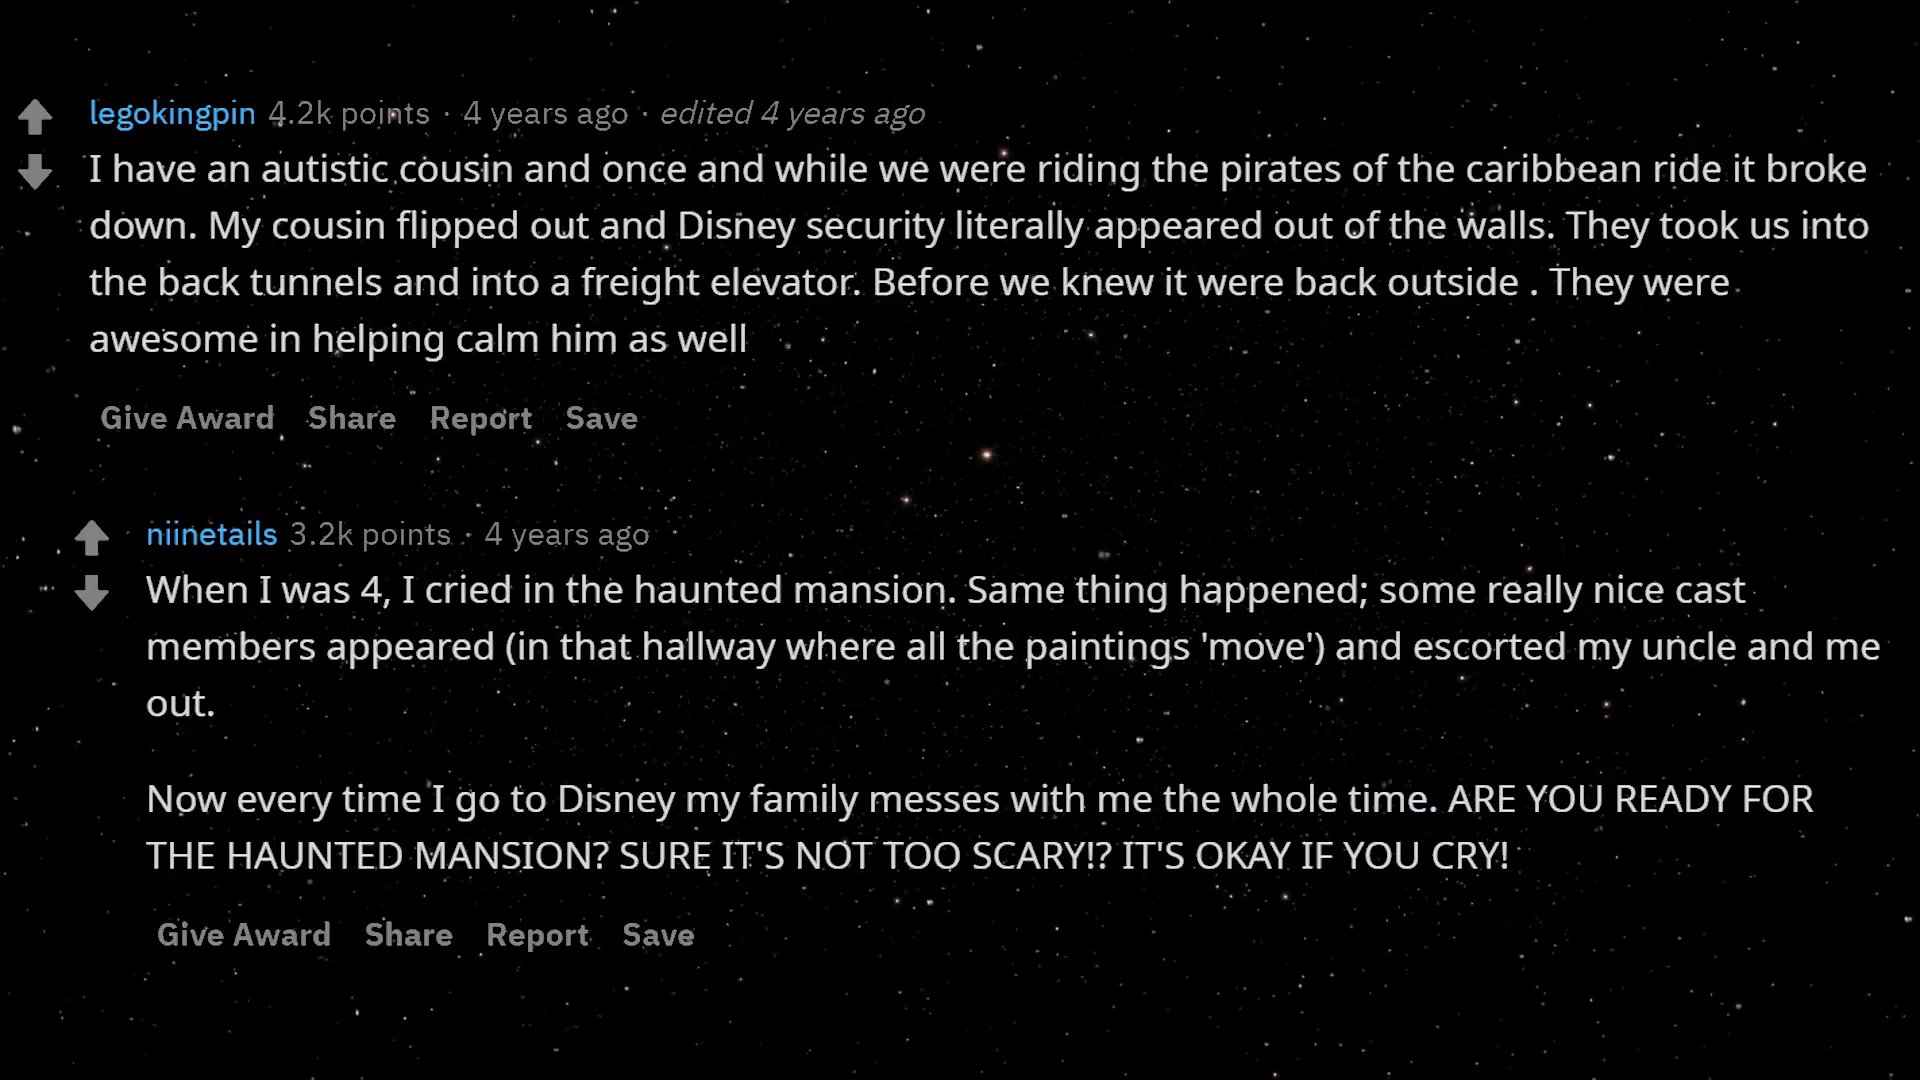 legokingpin 4.2k points · 4 years ago · edited 4 years ago
I have an autistic cousin and once and while we were riding the pirates of the caribbean ride it broke
down. My cousin flipped out and Disney security literally appeared out of the walls. They took us into
the back tunnels and into a freight elevator. Before we knew it were back outside . They were
awesome in helping calm him as well
Give Award Share Report Save
niinetails 3.2k points · 4 years ago
When I was 4, I cried in the haunted mansion. Same thing happened; some really nice cast
members appeared (in that hallway where all the paintings 'move') and escorted my uncle and me
out.
Now every time I go to Disney my family messes with me the whole time. ARE YOU READY FOR
THE HAUNTED MANSION? SURE IT'S NOT TOO SCARY!? IT'S OKAY IF YOU CRY!
Give Award Share Report Save